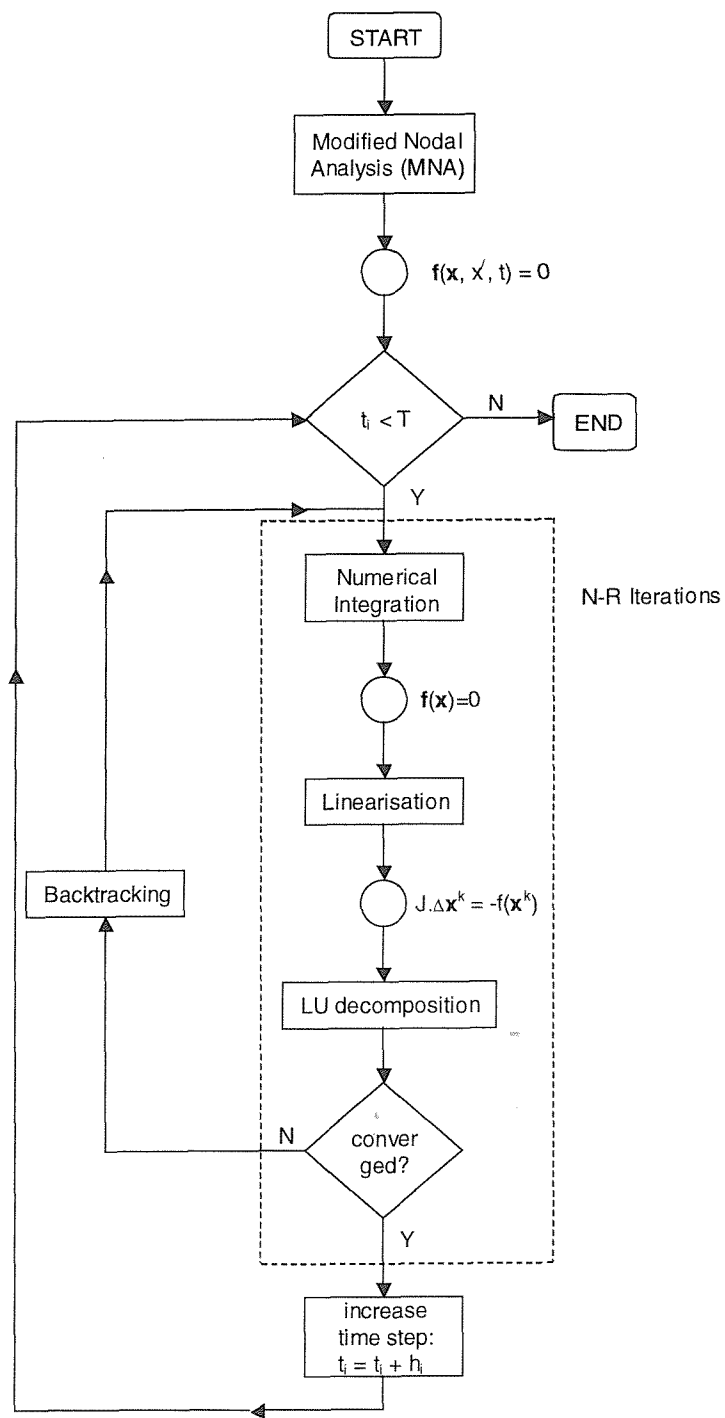 START
Modified Nodal
Analysis (MNA)
f(x, x′, t) = 0
tᵢ < T
N
END
Y
Numerical
Integration
N-R Iterations
f(x)=0
Linearisation
Backtracking
J.Δxᵏ = -f(xᵏ)
LU decomposition
N
conver
ged?
Y
increase
time step:
tᵢ = tᵢ + hᵢ